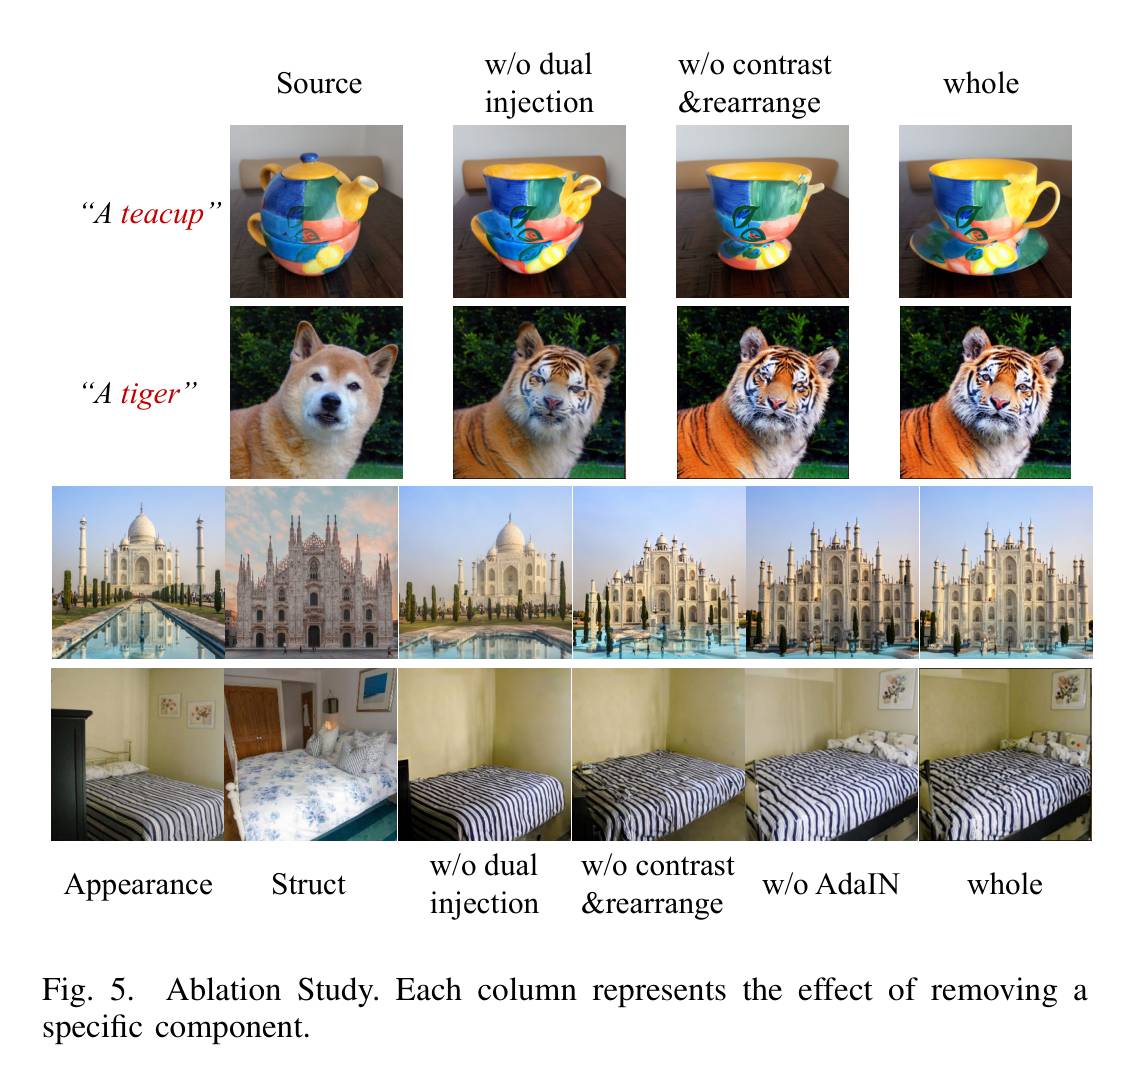 Source
w/o dual
injection
w/o contrast
&rearrange
whole
“A teacup”
“A tiger”
Appearance
Struct
w/o dual
injection
w/o contrast
&rearrange
w/o AdaIN
whole
Fig. 5. Ablation Study. Each column represents the effect of removing a
specific component.